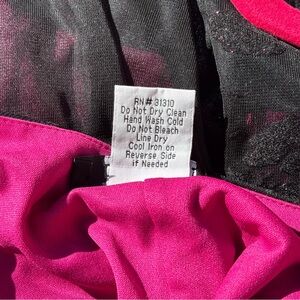 RN# 31310
Do Not Dry Clean
Hand Wash Cold
Do Not Bleach
Line Dry
Cool Iron on
Reverse Side
if Needed